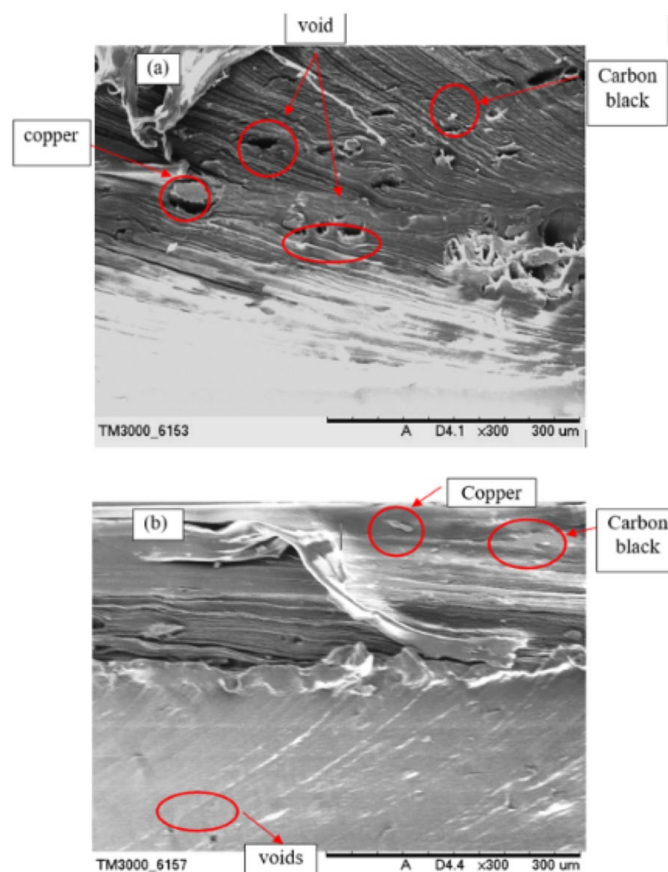 void
(a)
Carbon
black
copper
TM3000_6153 A D4.1 x300 300 um
Copper
(b)
Carbon
black
voids
TM3000_6157 A D4.4 x300 300 um